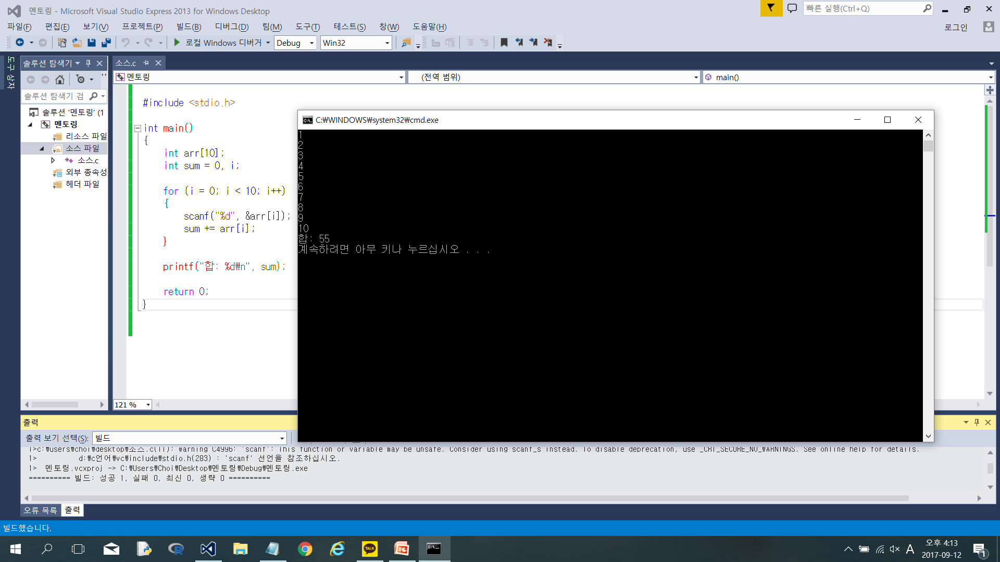 멘토링 - Microsoft Visual Studio Express 2013 for Windows Desktop
빠른 실행(Ctrl+Q)
파일(F) 편집(E) 보기(V) 프로젝트(P) 빌드(B) 디버그(D) 팀(M) 도구(T) 테스트(S) 창(W) 도움말(H)
로그인
로컬 Windows 디버거 Debug Win32
도구 상자
솔루션 탐색기
솔루션 탐색기 검
솔루션 '멘토링' (1
멘토링
리소스 파일
소스 파일
소스.c
외부 종속성
헤더 파일
소스.c
멘토링 (전역 범위) main()
#include <stdio.h>
int main()
{
int arr[10];
int sum = 0, i;
for (i = 0; i < 10; i++)
{
scanf("%d", &arr[i]);
sum += arr[i];
}
printf("합: %d₩n", sum);
return 0;
}
121 %
C:₩WINDOWS₩system32₩cmd.exe
1
2
3
4
5
6
7
8
9
10
합: 55
계속하려면 아무 키나 누르십시오 . . .
출력
출력 보기 선택(S): 빌드
1>c:₩users₩choi₩desktop₩소스.c(11): warning C4996: 'scanf': This function or variable may be unsafe. Consider using scanf_s instead. To disable deprecation, use _CRT_SECURE_NO_WARNINGS. See online help for details.
1> d:₩c언어₩vc₩include₩stdio.h(283) : 'scanf' 선언을 참조하십시오.
1> 멘토링.vcxproj -> C:₩Users₩Choi₩Desktop₩멘토링₩Debug₩멘토링.exe
========== 빌드: 성공 1, 실패 0, 최신 0, 생략 0 ==========
오류 목록 출력
빌드했습니다.
TALK
A
오후 4:13
2017-09-12
1